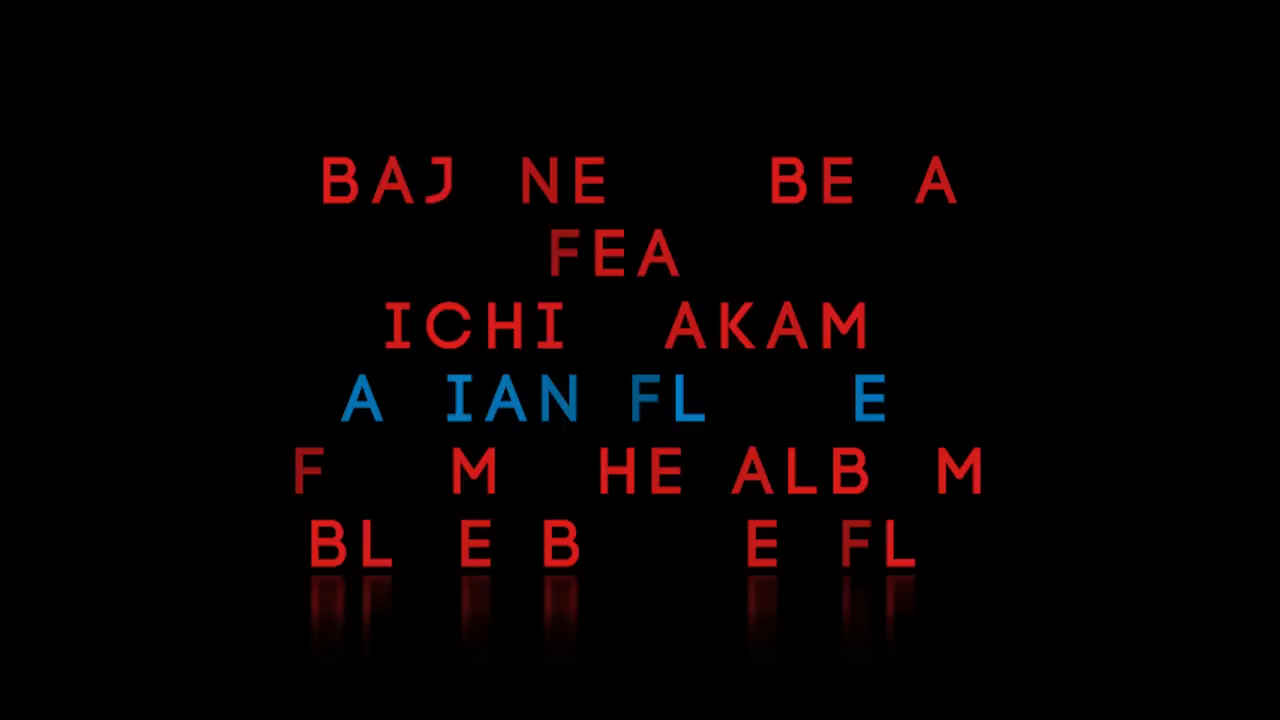 BAJ NE BE A
FEA
ICHI AKAM
A IAN FL E
F M HE ALB M
BL E B E FL